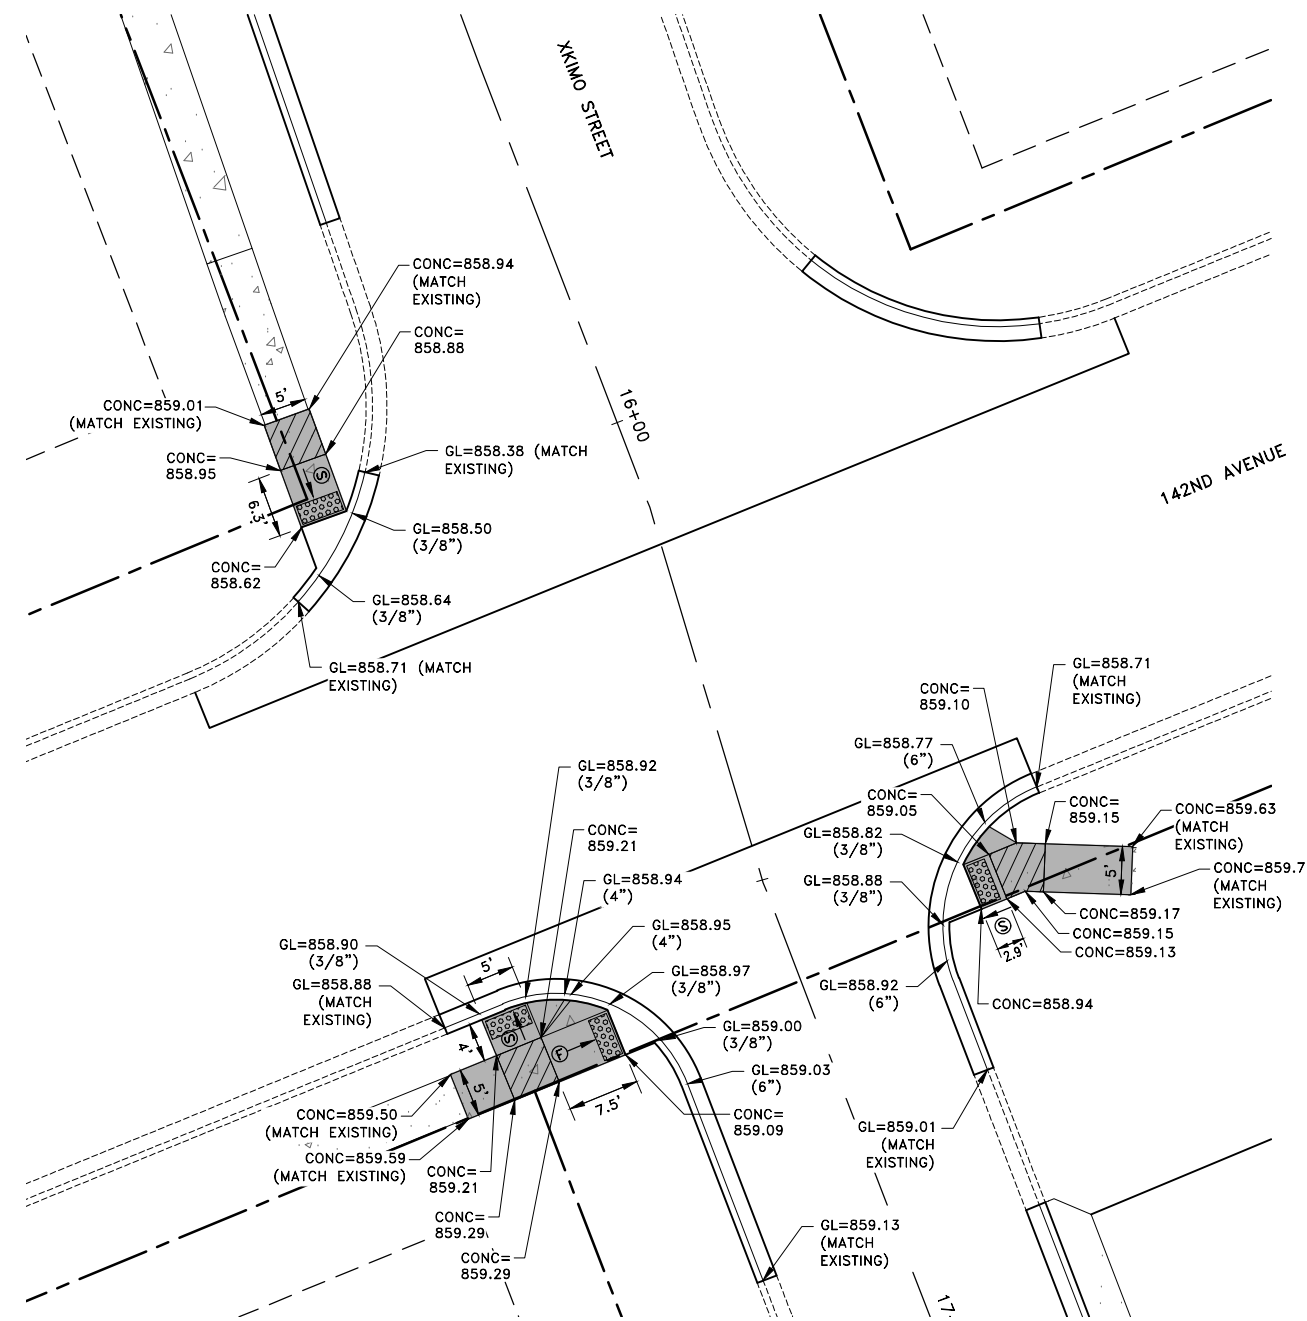 XKIMO STREET
CONC=858.94
(MATCH
EXISTING)
CONC=
858.88
5'
CONC=859.01
(MATCH EXISTING)
16+00
CONC=
858.95
GL=858.38 (MATCH
EXISTING)
142ND AVENUE
S
6.3'
GL=858.50
(3/8")
CONC=
858.62
GL=858.64
(3/8")
GL=858.71 (MATCH
EXISTING)
GL=858.71
(MATCH
EXISTING)
CONC=
859.10
GL=858.77
(6")
GL=858.92
(3/8")
CONC=
859.05
CONC=
859.15
CONC=859.63
(MATCH
EXISTING)
CONC=
859.21
GL=858.82
(3/8")
GL=858.94
(4")
GL=858.88
(3/8")
5'
CONC=859.7
(MATCH
EXISTING)
CONC=859.17
CONC=859.15
CONC=859.13
S
2.9'
GL=858.95
(4")
GL=858.90
(3/8")
5'
GL=858.97
(3/8")
GL=858.88
(MATCH
EXISTING)
GL=858.92
(6")
CONC=858.94
GL=859.00
(3/8")
S
F
4'
GL=859.03
(6")
5'
7.5'
CONC=859.50
(MATCH EXISTING)
CONC=
859.09
GL=859.01
(MATCH
EXISTING)
CONC=859.59
(MATCH EXISTING)
CONC=
859.21
CONC=
859.29
GL=859.13
(MATCH
EXISTING)
CONC=
859.29
17